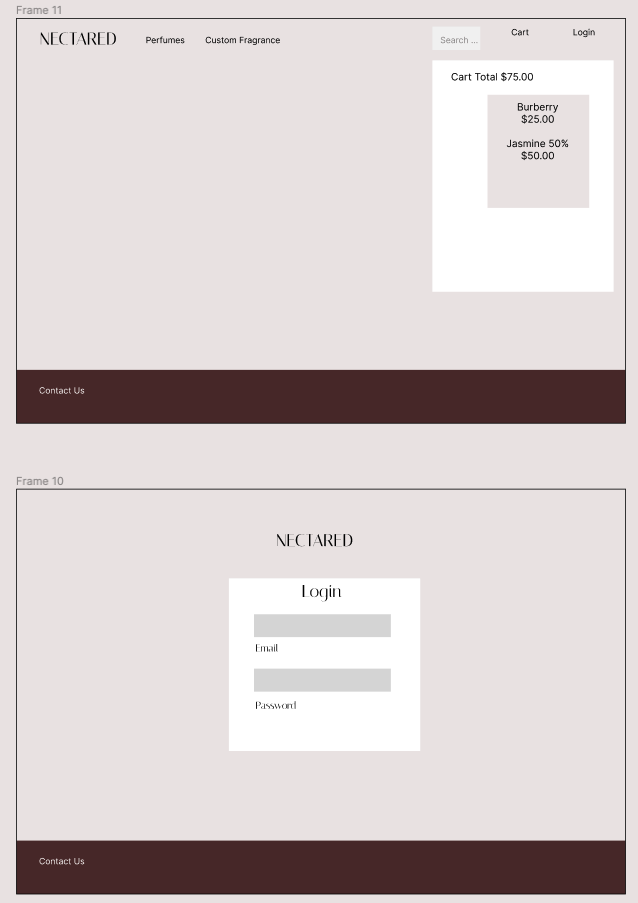 Frame 11
NECTARED Perfumes Custom Fragrance Search ... Cart Login
Cart Total $75.00
Burberry
$25.00
Jasmine 50%
$50.00
Contact Us
Frame 10
NECTARED
Login
Email
Password
Contact Us